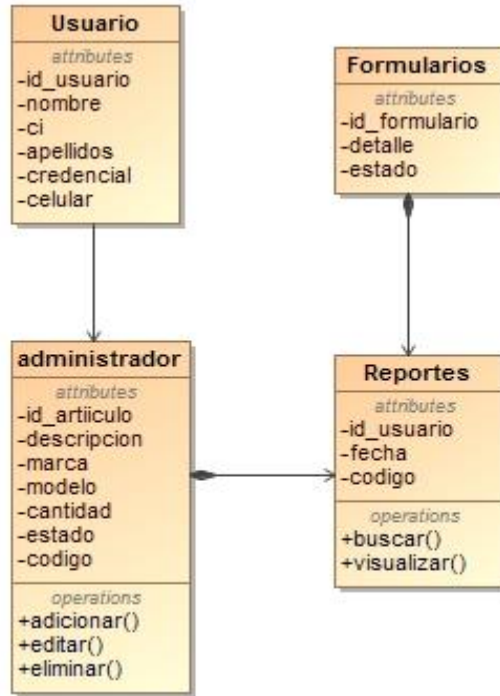 Usuario
attributes
-id_usuario
-nombre
-ci
-apellidos
-credencial
-celular
Formularios
attributes
-id_formulario
-detalle
-estado
administrador
attributes
-id_artiiculo
-descripcion
-marca
-modelo
-cantidad
-estado
-codigo
operations
+adicionar()
+editar()
+eliminar()
Reportes
attributes
-id_usuario
-fecha
-codigo
operations
+buscar()
+visualizar()